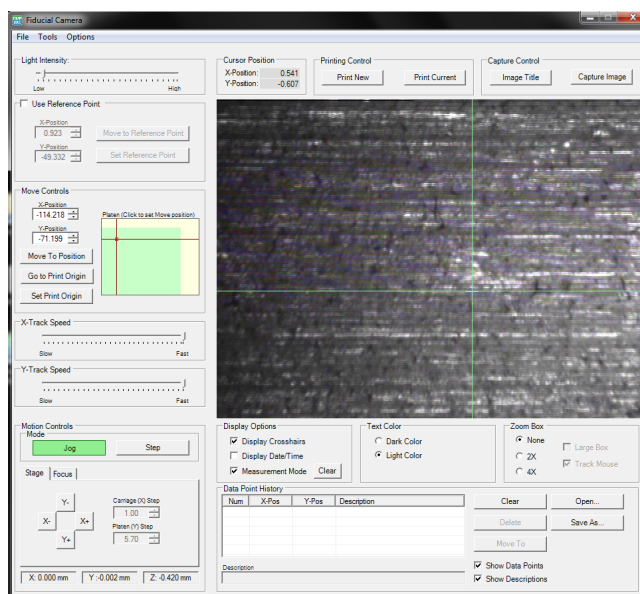 Fiducial Camera
File Tools Options
Light Intensity:
Low High
Use Reference Point
X-Position
0.923
Move to Reference Point
Y-Position
-49.332
Set Reference Point
Move Controls
X-Position
-114.218
Y-Position
-71.199
Platen (Click to set Move position)
Move To Position
Go to Print Origin
Set Print Origin
X-Track Speed
Slow Fast
Y-Track Speed
Slow Fast
Motion Controls
Mode
Jog Step
Stage Focus
Y-
X- X+
Y+
Carriage (X) Step
1.00
Platen (Y) Step
5.70
X: 0.000 mm Y :-0.002 mm Z: -0.420 mm
Cursor Position
X-Position: 0.541
Y-Position: -0.607
Printing Control
Print New Print Current
Capture Control
Image Title Capture Image
Display Options
Display Crosshairs
Display Date/Time
Measurement Mode Clear
Text Color
Dark Color
Light Color
Zoom Box
None
2X
4X
Large Box
Track Mouse
Data Point History
Num X-Pos Y-Pos Description
Description
Clear Open...
Delete Save As...
Move To
Show Data Points
Show Descriptions